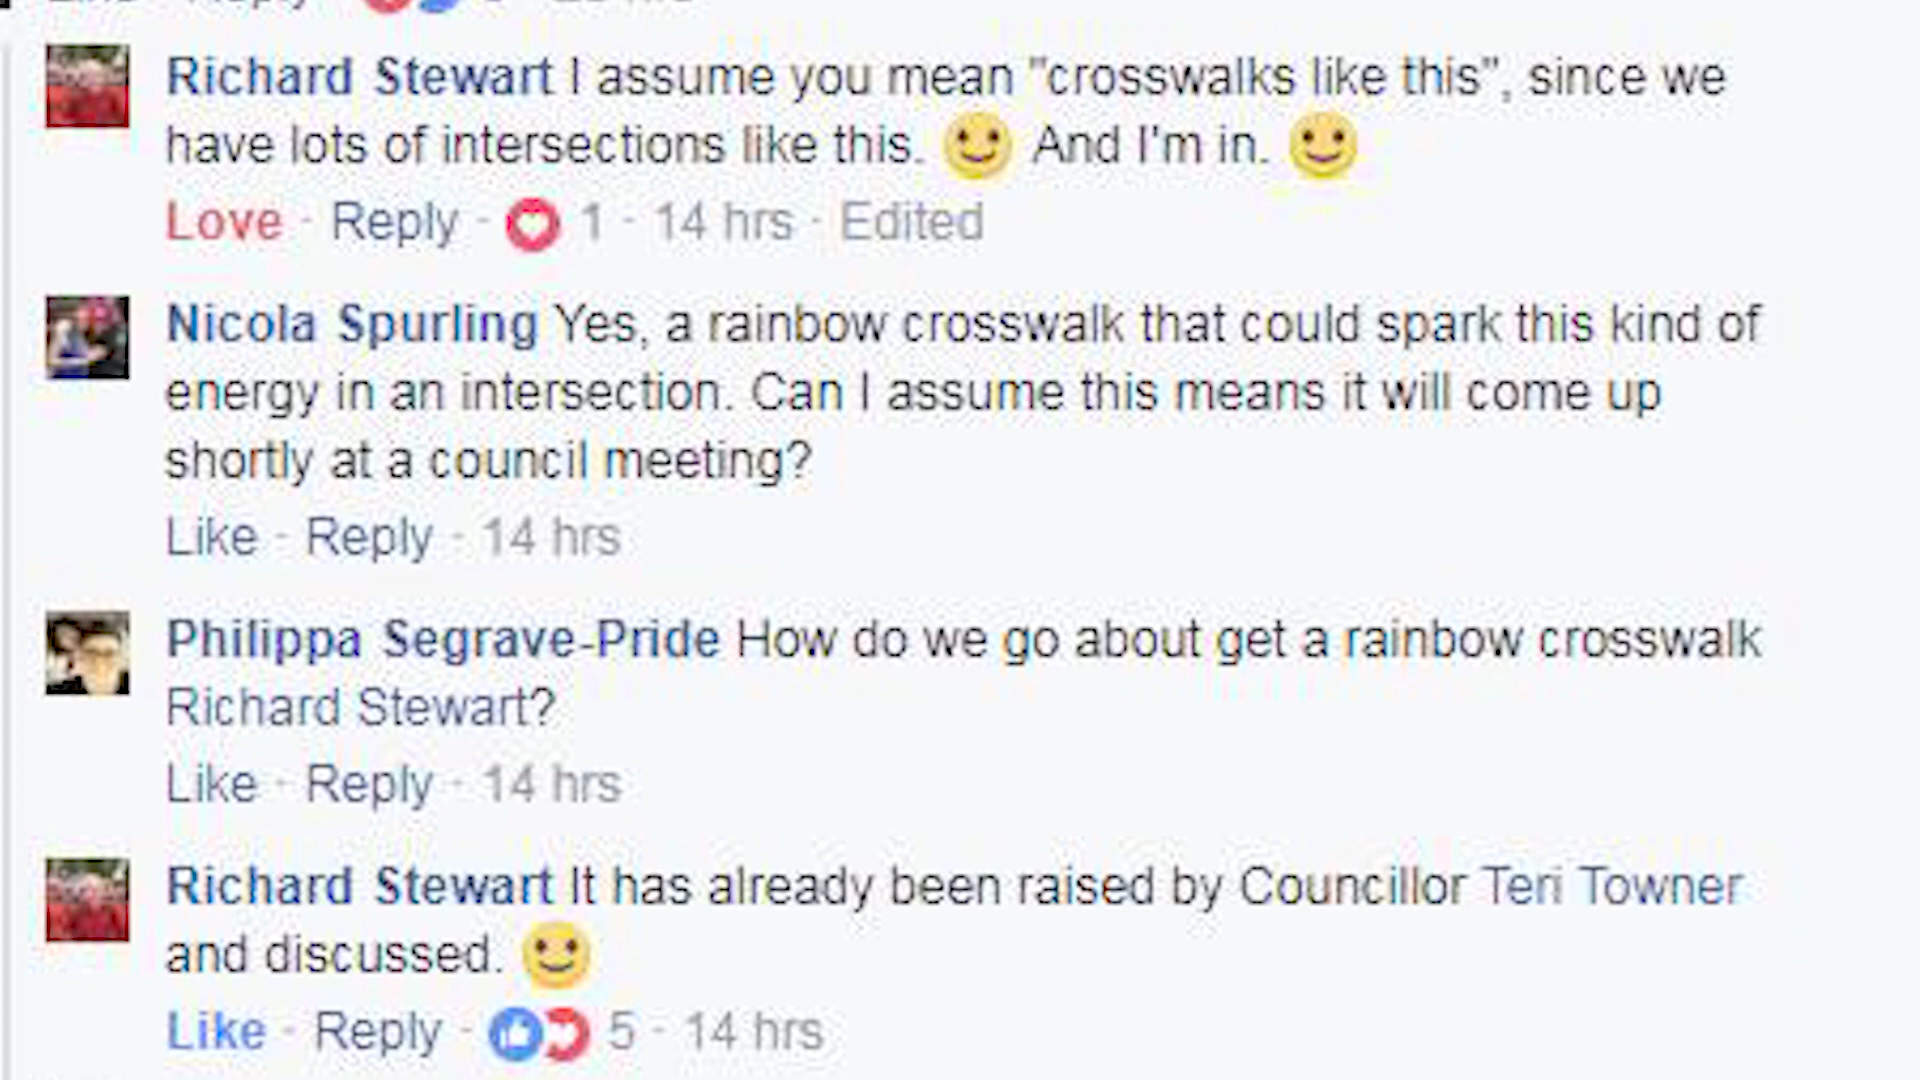 Richard Stewart I assume you mean "crosswalks like this", since we
have lots of intersections like this. And I'm in.
Love · Reply · 1 · 14 hrs · Edited
Nicola Spurling Yes, a rainbow crosswalk that could spark this kind of
energy in an intersection. Can I assume this means it will come up
shortly at a council meeting?
Like · Reply · 14 hrs
Philippa Segrave-Pride How do we go about get a rainbow crosswalk
Richard Stewart?
Like · Reply · 14 hrs
Richard Stewart It has already been raised by Councillor Teri Towner
and discussed.
Like · Reply · 5 · 14 hrs